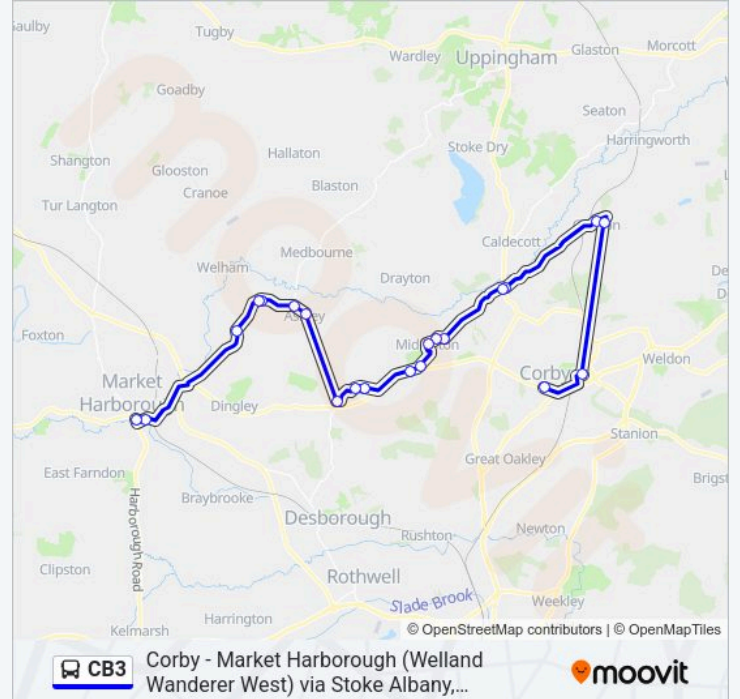 Tugby
Glaston
Morcott
Wardley
Uppingham
Goadby
Seaton
Harringworth
Shangton
Hallaton
Stoke Dry
Glooston
Cranoe
Blaston
Tur Langton
Caldecott
Medbourne
Welham
Drayton
Foxton
Weldon
Market
Harborough
Corby
Dingley
Stanion
Great Oakley
East Farndon
Braybrooke
Harborough Road
Desborough
Newton
Rushton
Clipston
Rothwell
Slade Brook
Weekley
Harrington
Kelmarsh
© OpenStreetMap contributors | © OpenMapTiles
CB3 Corby - Market Harborough (Welland
Wanderer West) via Stoke Albany,...
moovit